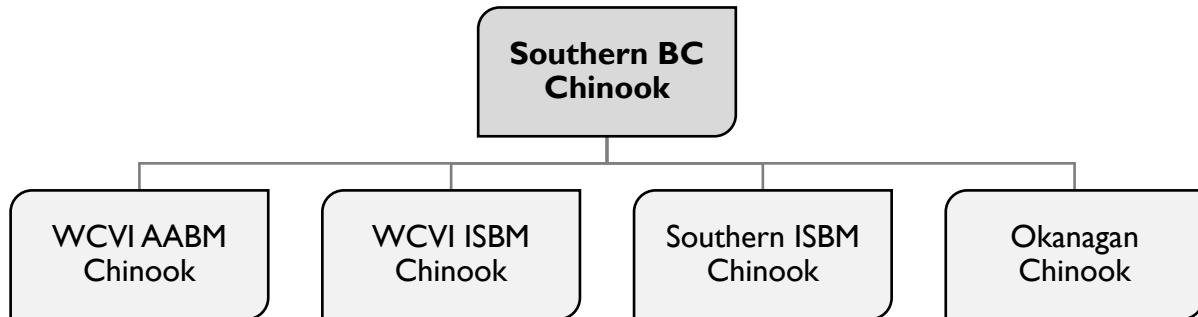 Southern BC
Chinook
WCVI AABM
Chinook
WCVI ISBM
Chinook
Southern ISBM
Chinook
Okanagan
Chinook